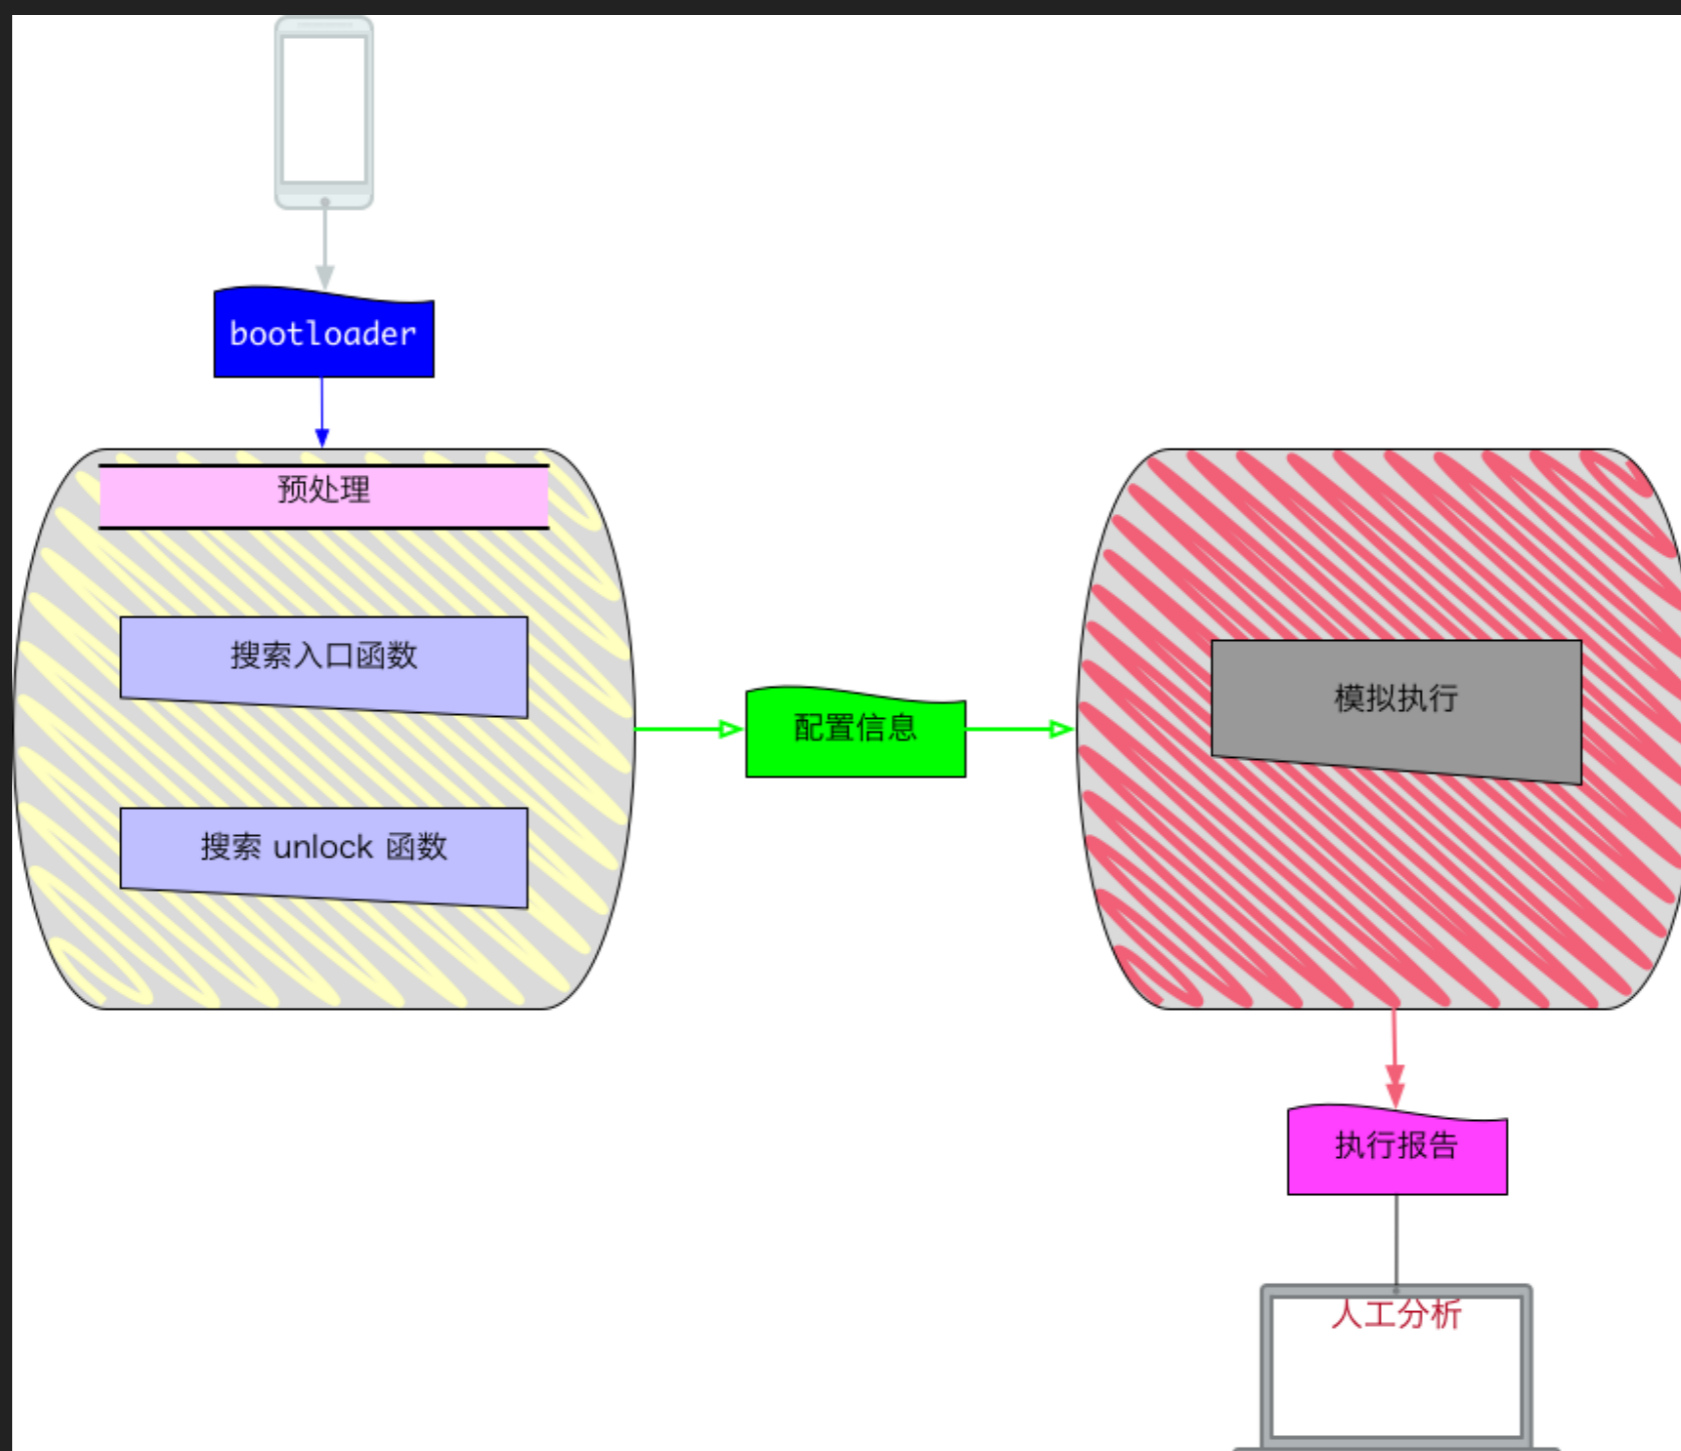 bootloader
预处理
搜索入口函数
搜索 unlock 函数
配置信息
模拟执行
执行报告
人工分析